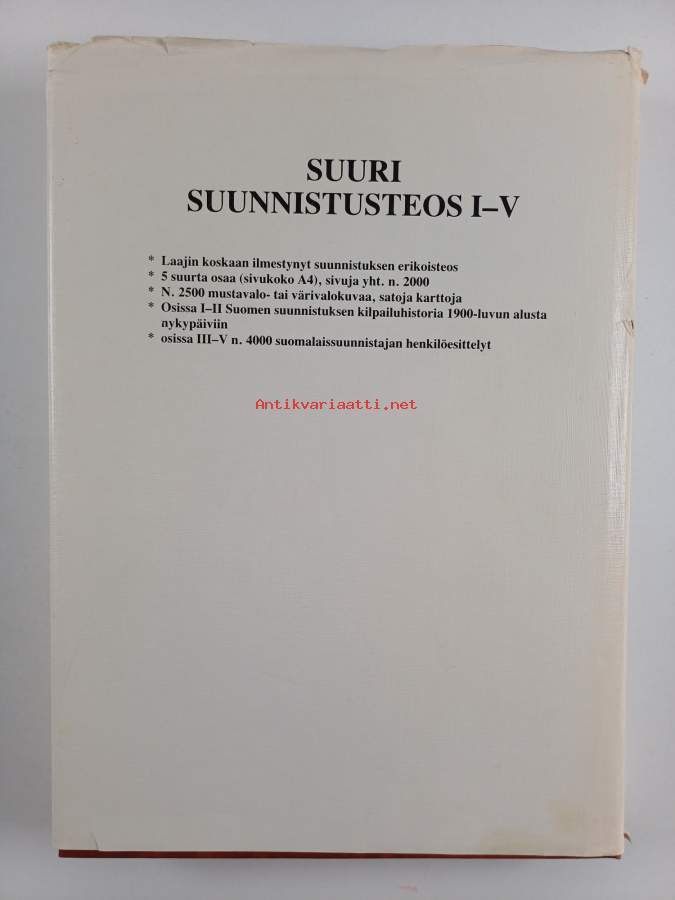 SUURI
SUUNNISTUSTEOS I–V
* Laajin koskaan ilmestynyt suunnistuksen erikoisteos
* 5 suurta osaa (sivukoko A4), sivuja yht. n. 2000
* N. 2500 mustavalo- tai värivalokuvaa, satoja karttoja
* Osissa I–II Suomen suunnistuksen kilpailuhistoria 1900-luvun alusta
nykypäiviin
* osissa III–V n. 4000 suomalaissuunnistajan henkilöesittelyt
Antikvariaatti.net